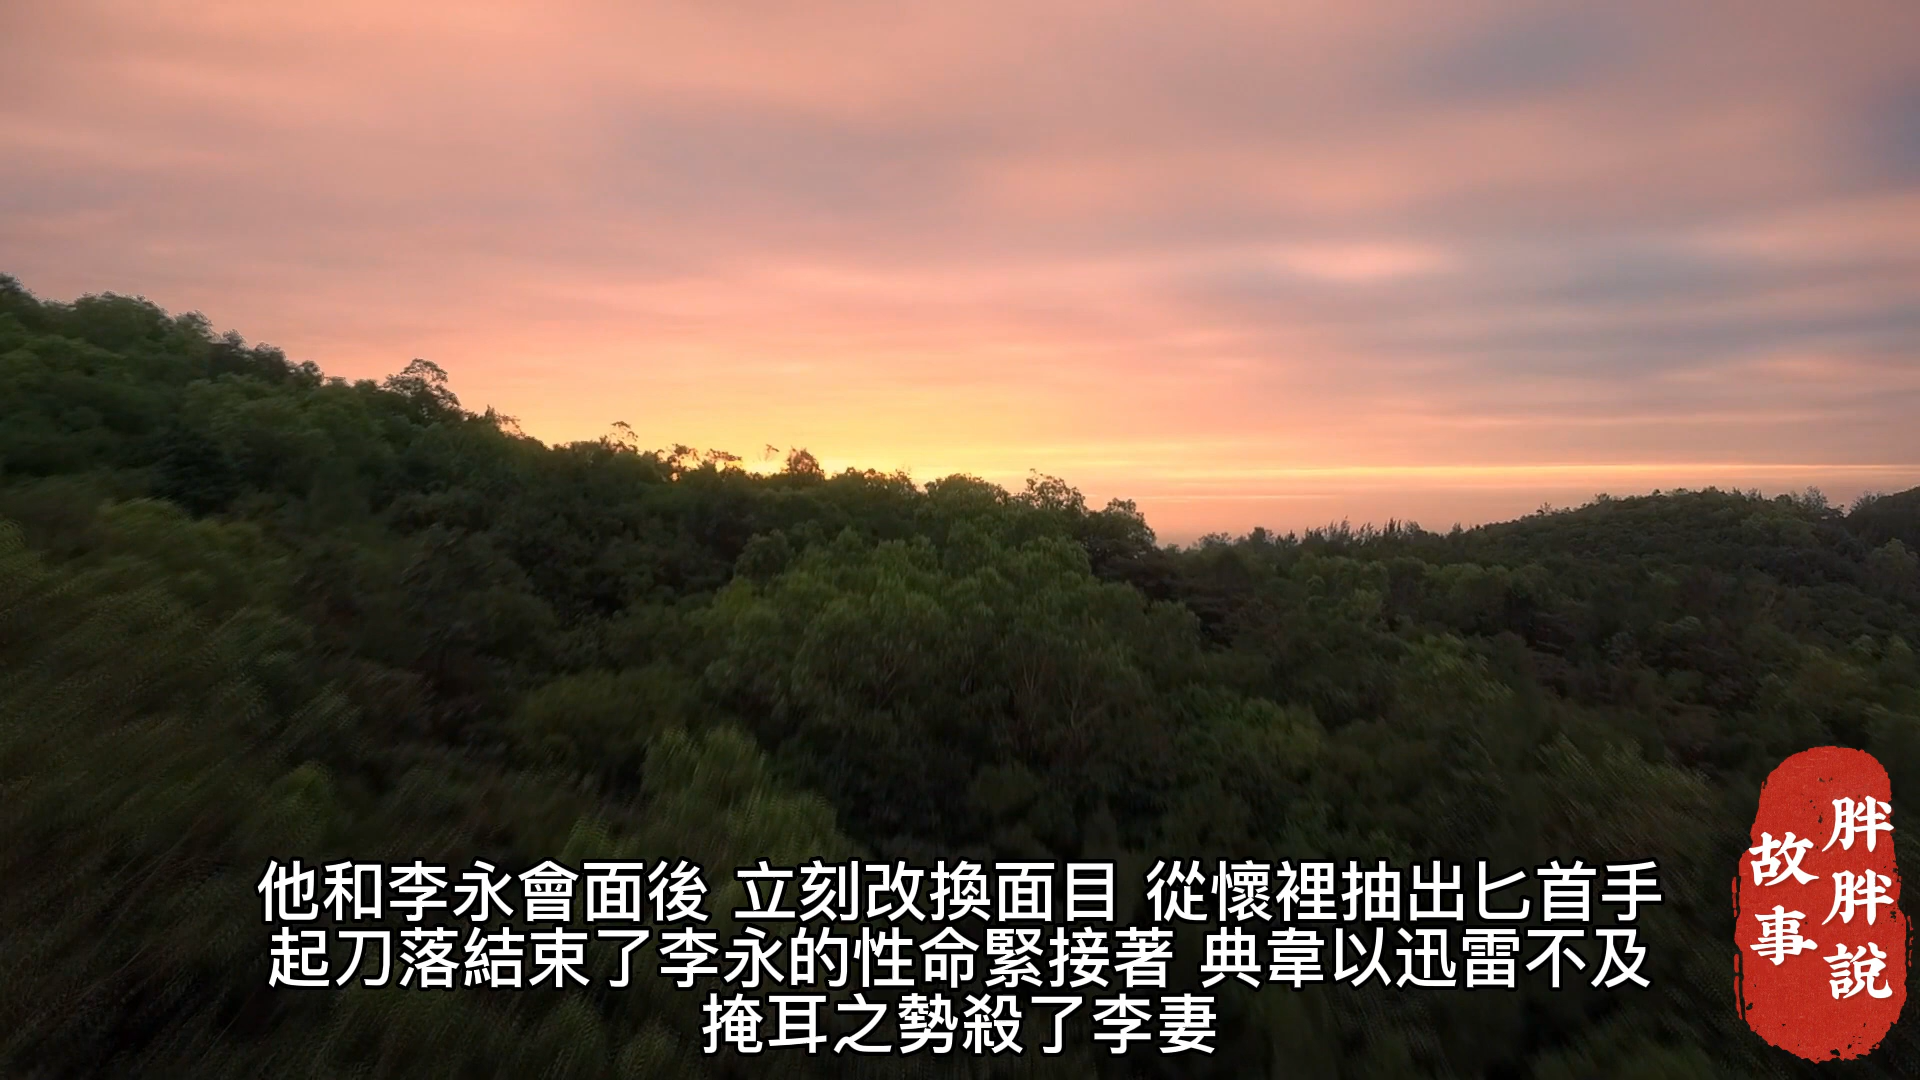 他和李永會面後 立刻改換面目 從懷裡抽出匕首手
起刀落結束了李永的性命緊接著 典韋以迅雷不及
掩耳之勢殺了李妻
胖胖說
故事